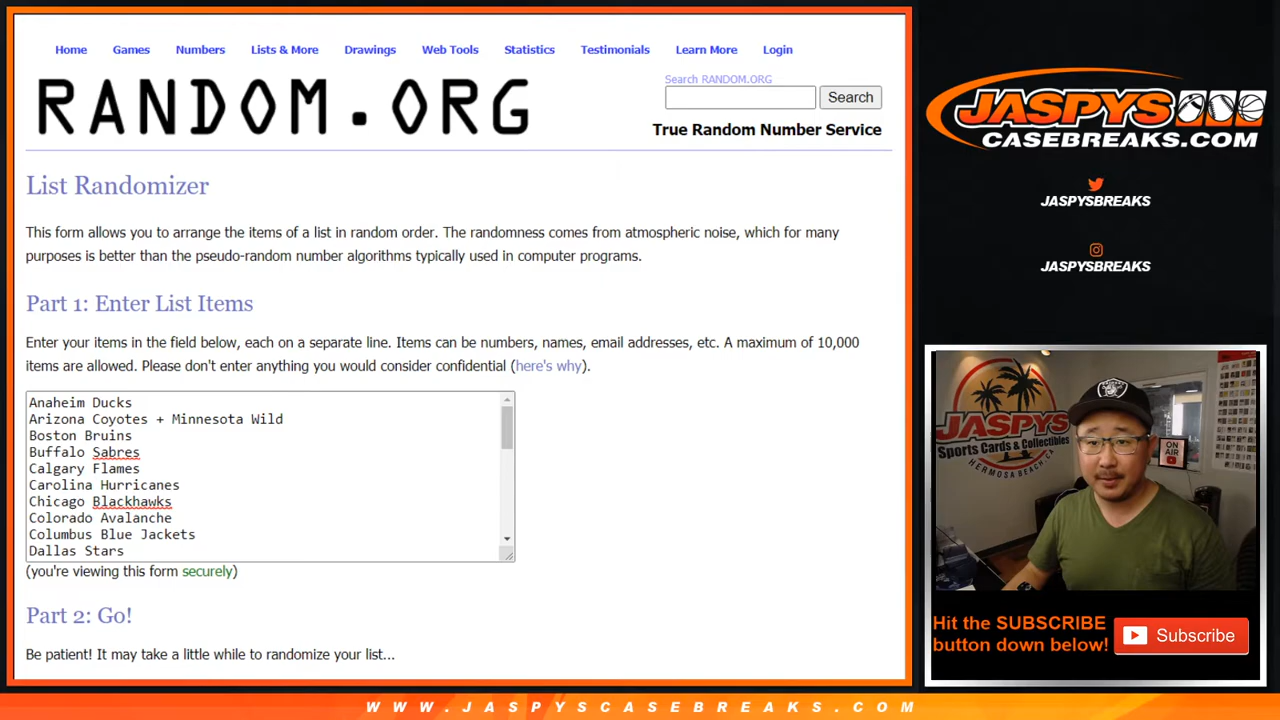 Home Games Numbers Lists & More Drawings Web Tools Statistics Testimonials Learn More Login
RANDOM.ORG
Search RANDOM.ORG
Search
True Random Number Service
List Randomizer
This form allows you to arrange the items of a list in random order. The randomness comes from atmospheric noise, which for many
purposes is better than the pseudo-random number algorithms typically used in computer programs.
Part 1: Enter List Items
Enter your items in the field below, each on a separate line. Items can be numbers, names, email addresses, etc. A maximum of 10,000
items are allowed. Please don't enter anything you would consider confidential (here's why).
Anaheim Ducks
Arizona Coyotes + Minnesota Wild
Boston Bruins
Buffalo Sabres
Calgary Flames
Carolina Hurricanes
Chicago Blackhawks
Colorado Avalanche
Columbus Blue Jackets
Dallas Stars
(you're viewing this form securely)
Part 2: Go!
Be patient! It may take a little while to randomize your list...
JASPYS
CASEBREAKS.COM
JASPYSBREAKS
JASPYSBREAKS
JASPYS
Sports Cards & Collectibles
HERMOSA BEACH, CA
ON
AIR
Hit the SUBSCRIBE
button down below!
Subscribe
WWW.JASPYSCASEBREAKS.COM